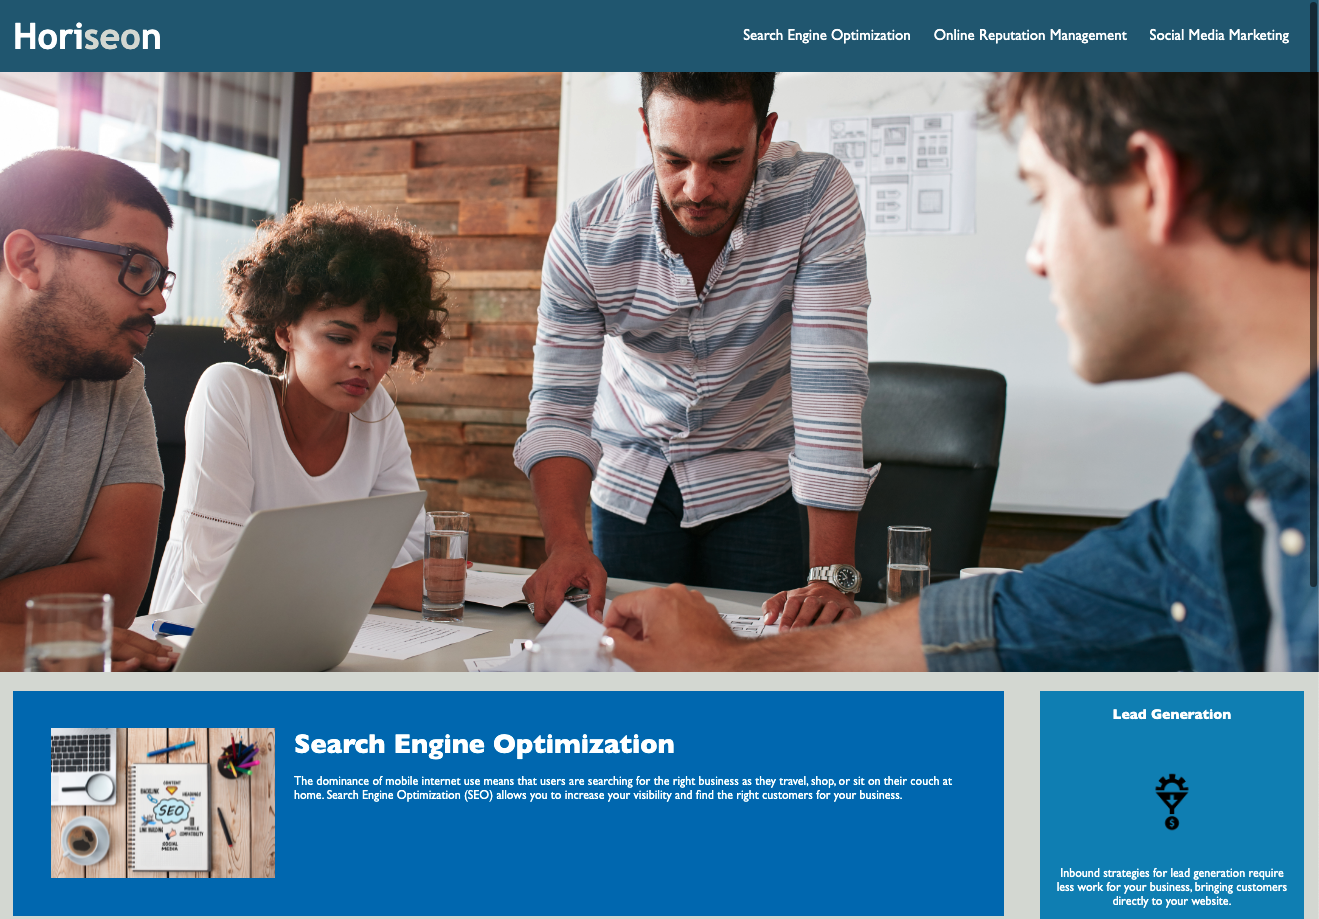 Horiseon
Search Engine Optimization
Online Reputation Management
Social Media Marketing
CONTENT
BACKLINK
SEO
LINK BUILDING
MOBILE
COMPATIBILITY
SOCIAL
MEDIA
Search Engine Optimization
The dominance of mobile internet use means that users are searching for the right business as they travel, shop, or sit on their couch at
home. Search Engine Optimization (SEO) allows you to increase your visibility and find the right customers for your business.
Lead Generation
$
Inbound strategies for lead generation require
less work for your business, bringing customers
directly to your website.